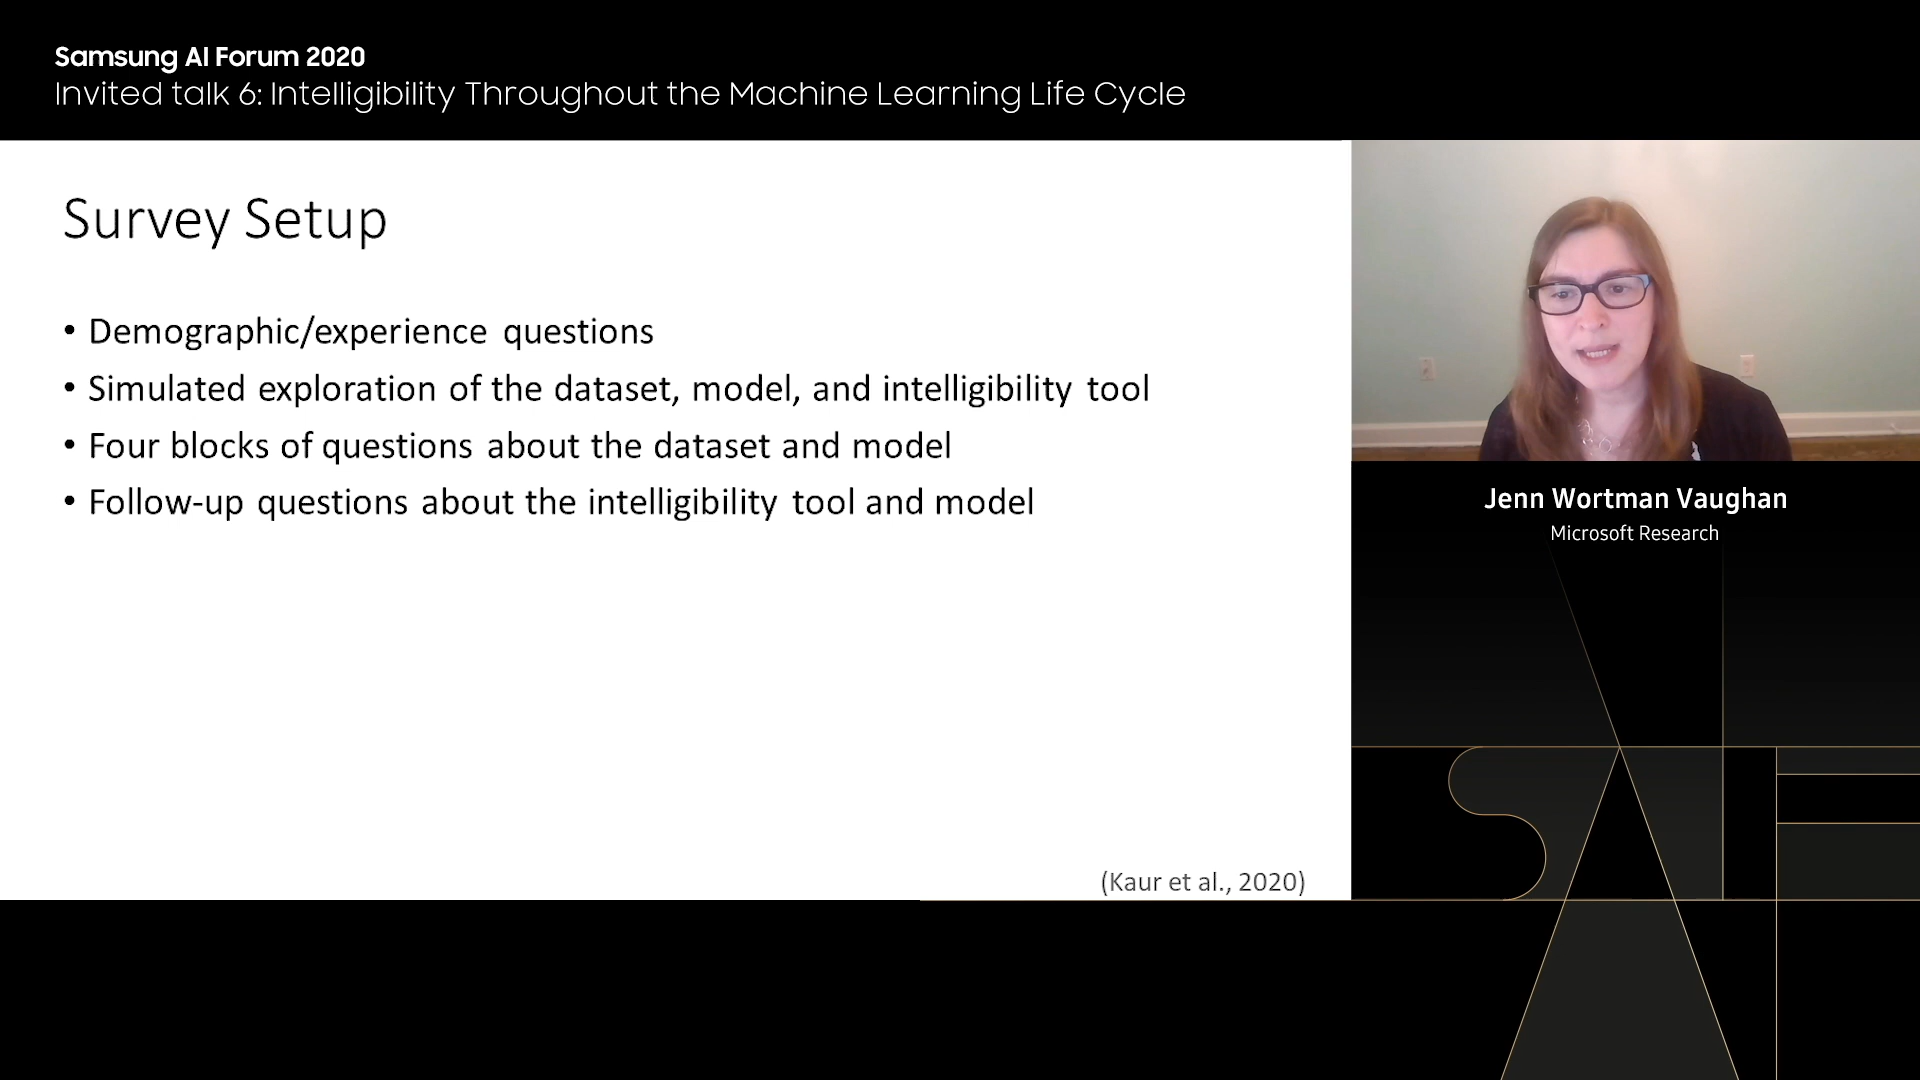 Samsung AI Forum 2020
Invited talk 6: Intelligibility Throughout the Machine Learning Life Cycle
Survey Setup
• Demographic/experience questions
• Simulated exploration of the dataset, model, and intelligibility tool
• Four blocks of questions about the dataset and model
• Follow-up questions about the intelligibility tool and model
(Kaur et al., 2020)
Jenn Wortman Vaughan
Microsoft Research